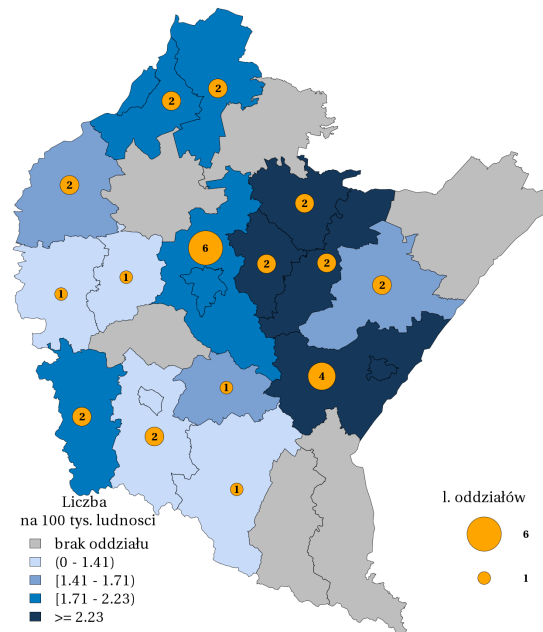 2
2
2
2
6
2
2
1
1
2
4
1
2
2
1
l. oddziałów
6
1
Liczba
na 100 tys. ludnosci
brak oddziału
(0 - 1.41)
[1.41 - 1.71)
[1.71 - 2.23)
>= 2.23